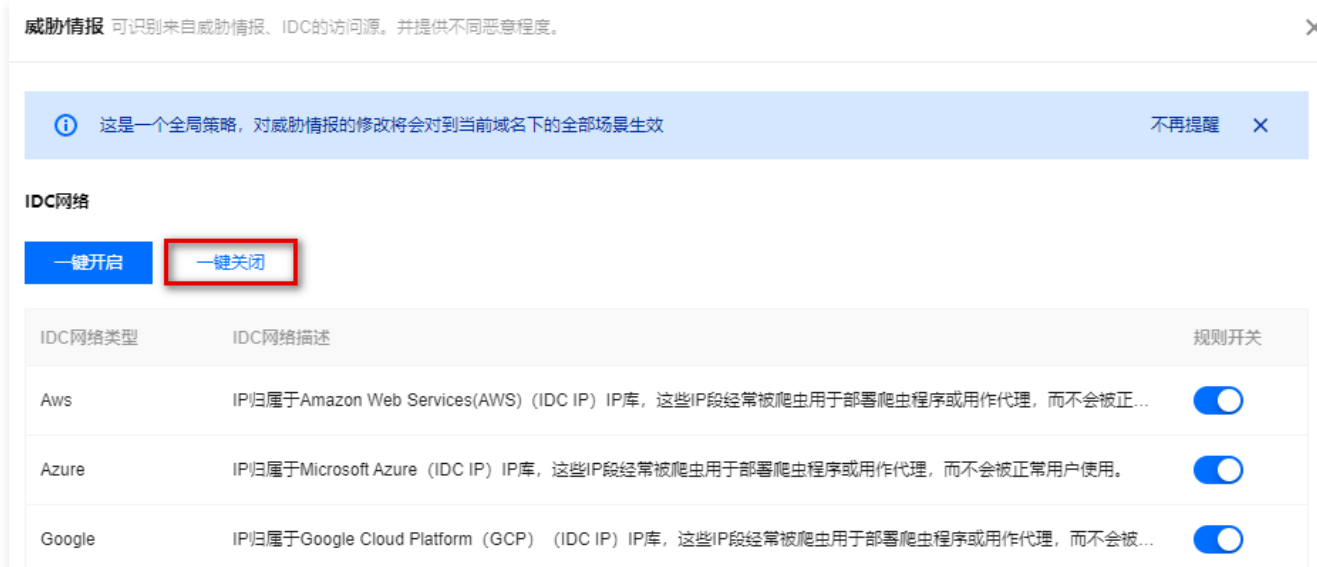 威胁情报 可识别来自威胁情报、IDC的访问源。并提供不同恶意程度。
这是一个全局策略，对威胁情报的修改将会对到当前域名下的全部场景生效 不再提醒
IDC网络
一键开启 一键关闭
IDC网络类型 IDC网络描述 规则开关
Aws IP归属于Amazon Web Services(AWS)（IDC IP）IP库，这些IP段经常被爬虫用于部署爬虫程序或用作代理，而不会被正...
Azure IP归属于Microsoft Azure（IDC IP）IP库，这些IP段经常被爬虫用于部署爬虫程序或用作代理，而不会被正常用户使用。
Google IP归属于Google Cloud Platform（GCP）（IDC IP）IP库，这些IP段经常被爬虫用于部署爬虫程序或用作代理，而不会被...